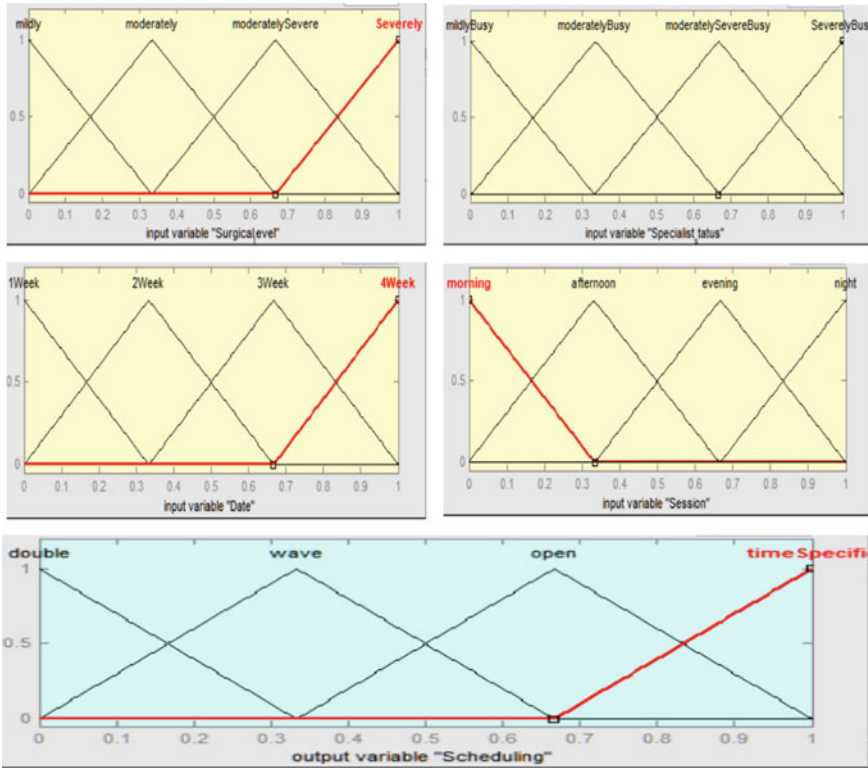 mildly moderately moderatelySevere Severely
1
0.5
0
0 0.1 0.2 0.3 0.4 0.5 0.6 0.7 0.8 0.9 1
input variable "Surgicalevel"
mildlyBusy moderatelyBusy moderatelySevereBusy SeverelyBus
1
0.5
0
0 0.1 0.2 0.3 0.4 0.5 0.6 0.7 0.8 0.9 1
input variable "Specialist_tatus"
1Week 2Week 3Week 4Week
1
0.5
0
0 0.1 0.2 0.3 0.4 0.5 0.6 0.7 0.8 0.9 1
input variable "Date"
morning afternoon evening night
1
0.5
0
0 0.1 0.2 0.3 0.4 0.5 0.6 0.7 0.8 0.9 1
input variable "Session"
double wave open timeSpecifi
1
0.5
0
0 0.1 0.2 0.3 0.4 0.5 0.6 0.7 0.8 0.9 1
output variable "Scheduling"